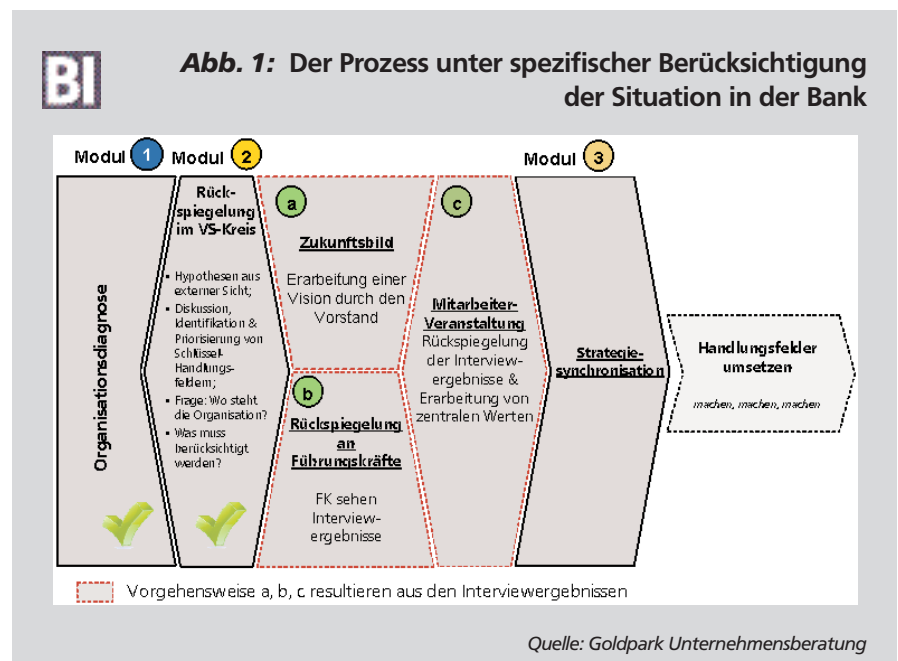 BI
Abb. 1: Der Prozess unter spezifischer Berücksichtigung
der Situation in der Bank
Modul 1
Modul 2
Modul 3
Organisationsdiagnose
Rück-
spiegelung
im VS-Kreis
▪ Hypothesen aus
externer Sicht;
▪ Diskussion,
Identifikation &
Priorisierung von
Schlüssel-
Handlungs-
feldern;
▪ Frage: Wo steht
die Organisation?
▪ Was muss
berücksichtigt
werden?
a
Zukunftsbild
Erarbeitung einer
Vision durch den
Vorstand
b
Rückspiegelung
an
Führungskräfte
FK sehen
Interview-
ergebnisse
c
Mitarbeiter-
Veranstaltung
Rückspiegelung
der Interview-
ergebnisse &
Erarbeitung von
zentralen Werten
Strategie-
synchronisation
Handlungsfelder
umsetzen
machen, machen, machen
Vorgehensweise a, b, c resultieren aus den Interviewergebnissen
Quelle: Goldpark Unternehmensberatung